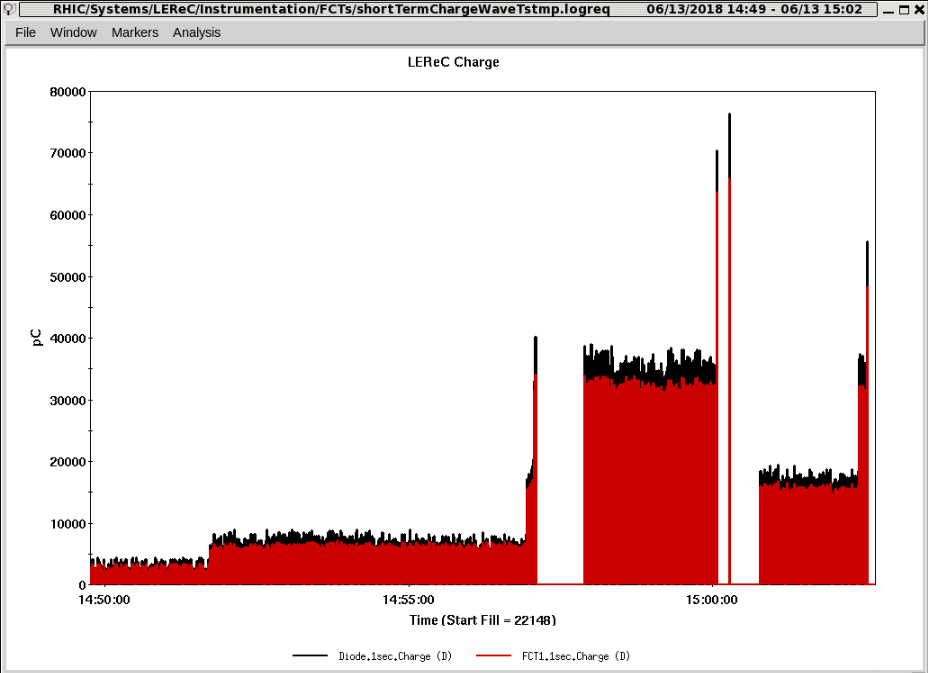 RHIC/Systems/LEReC/Instrumentation/FCTs/shortTermChargeWaveTstmp.logreq 06/13/2018 14:49 - 06/13 15:02
File Window Markers Analysis
LEReC Charge
80000
70000
60000
50000
pC
40000
30000
20000
10000
0
14:50:00 14:55:00 15:00:00
Time (Start Fill = 22148)
Diode.1sec.Charge (D) FCT1.1sec.Charge (D)